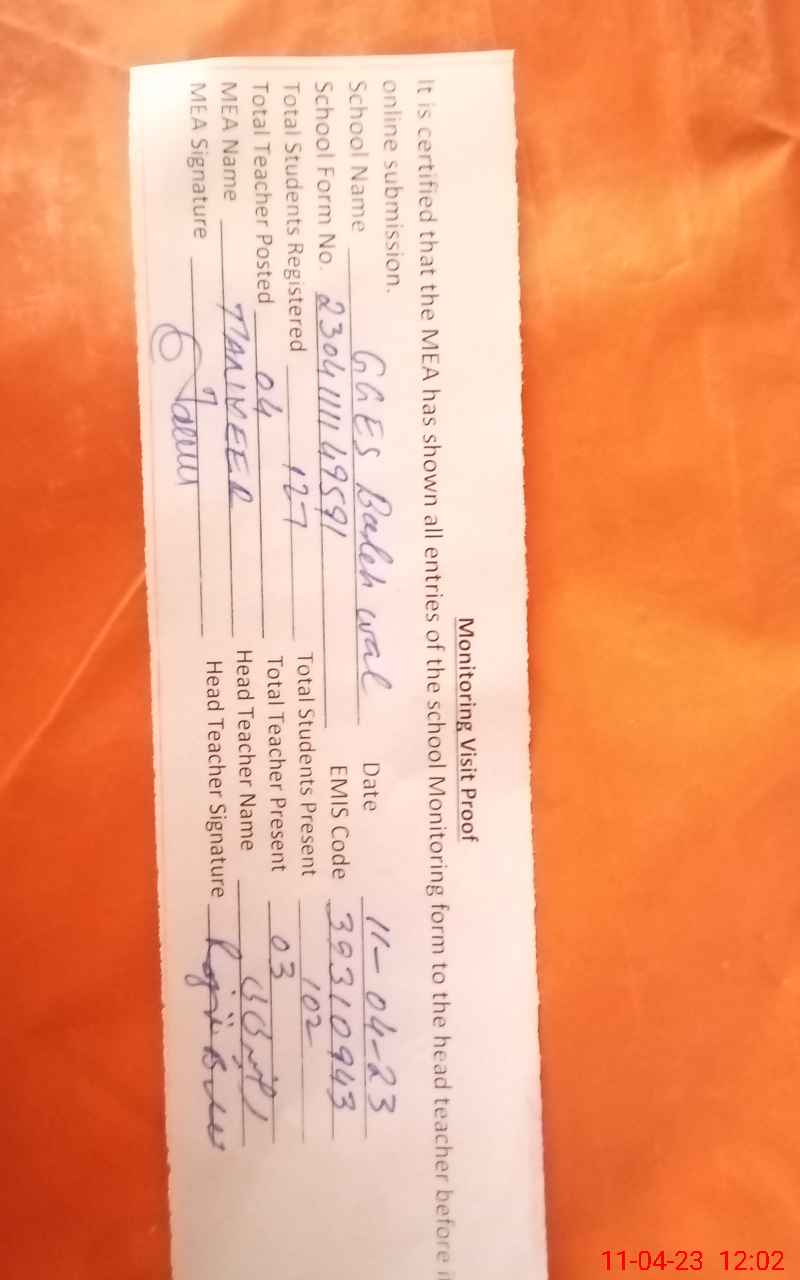 Monitoring Visit Proof
It is certified that the MEA has shown all entries of the school Monitoring form to the head teacher before i
online submission.
School Name GGES Baleh wal Date 11-04-23
School Form No. 2304111149591 EMIS Code 39310943
Total Students Registered 127 Total Students Present 102
Total Teacher Posted 04 Total Teacher Present 03
MEA Name TANVEER Head Teacher Name
MEA Signature Head Teacher Signature
11-04-23 12:02